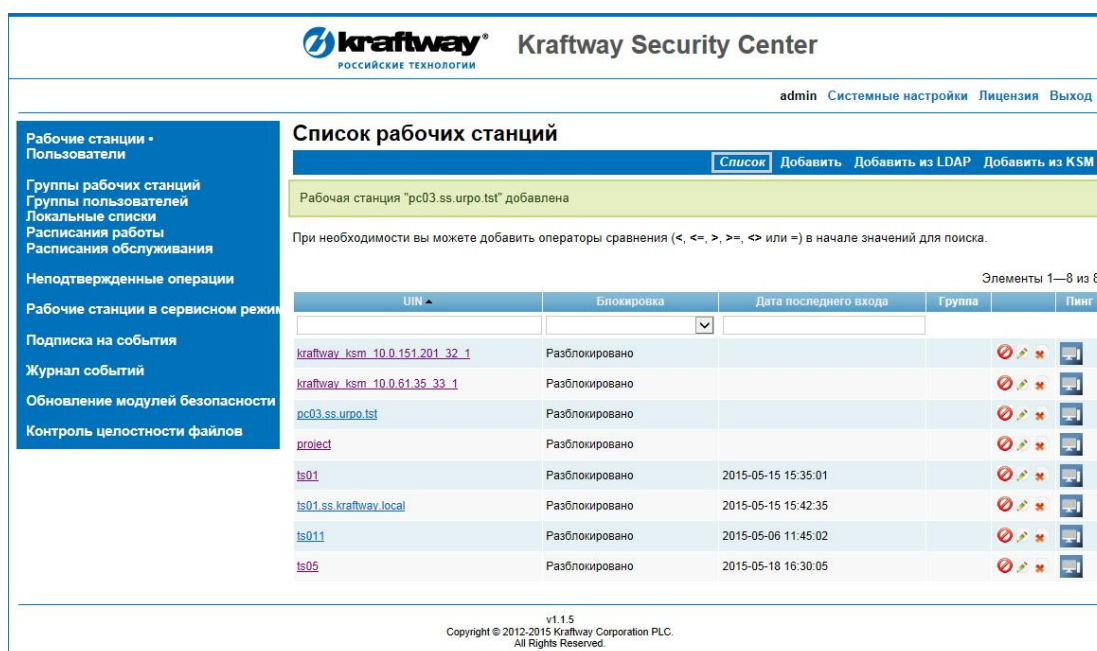 kraftway®
РОССИЙСКИЕ ТЕХНОЛОГИИ
Kraftway Security Center
admin Системные настройки Лицензия Выход
Рабочие станции •
Пользователи
Группы рабочих станций
Группы пользователей
Локальные списки
Расписания работы
Расписания обслуживания
Неподтвержденные операции
Рабочие станции в сервисном режим
Подписка на события
Журнал событий
Обновление модулей безопасности
Контроль целостности файлов
Список рабочих станций
Список Добавить Добавить из LDAP Добавить из KSM
Рабочая станция "pc03.ss.urpo.tst" добавлена
При необходимости вы можете добавить операторы сравнения (<, <=, >, >=, <> или =) в начале значений для поиска.
Элементы 1—8 из 8
UIN Блокировка Дата последнего входа Группа Пинг
kraftway_ksm_10.0.151.201_32_1 Разблокировано
kraftway_ksm_10.0.61.35_33_1 Разблокировано
pc03.ss.urpo.tst Разблокировано
project Разблокировано
ts01 Разблокировано 2015-05-15 15:35:01
ts01.ss.kraftway.local Разблокировано 2015-05-15 15:42:35
ts011 Разблокировано 2015-05-06 11:45:02
ts05 Разблокировано 2015-05-18 16:30:05
v1.1.5
Copyright © 2012-2015 Kraftway Corporation PLC.
All Rights Reserved.